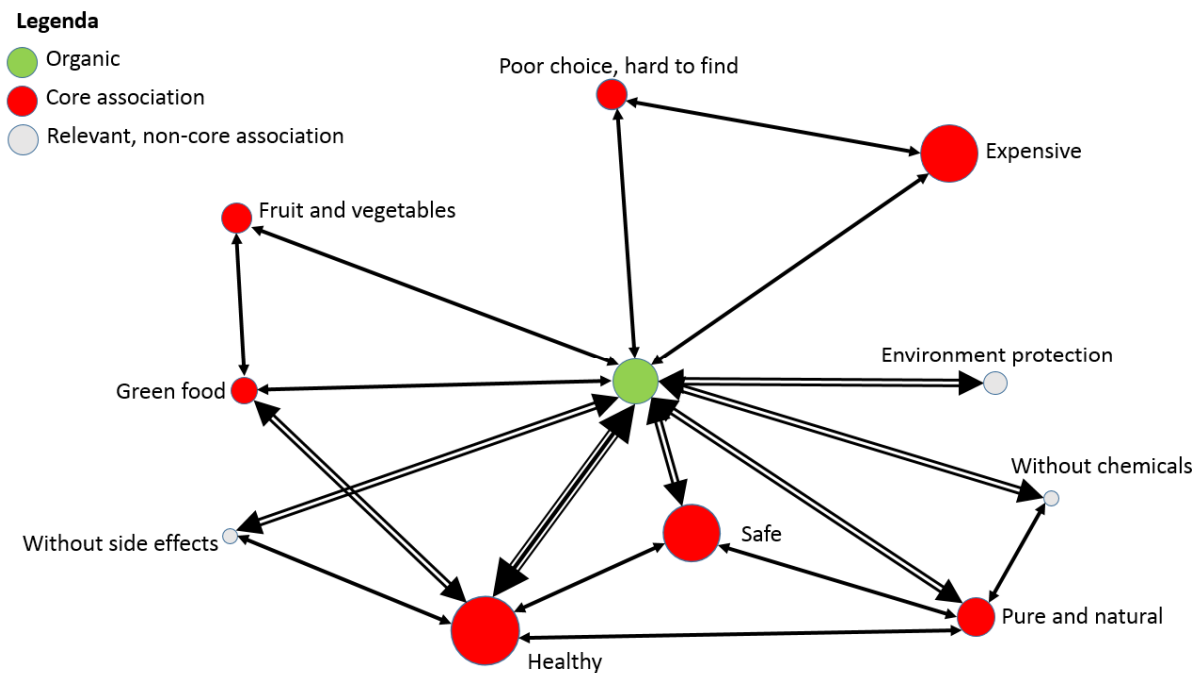 Legenda
Organic
Core association
Relevant, non-core association
Poor choice, hard to find
Expensive
Fruit and vegetables
Environment protection
Green food
Without chemicals
Without side effects
Safe
Pure and natural
Healthy